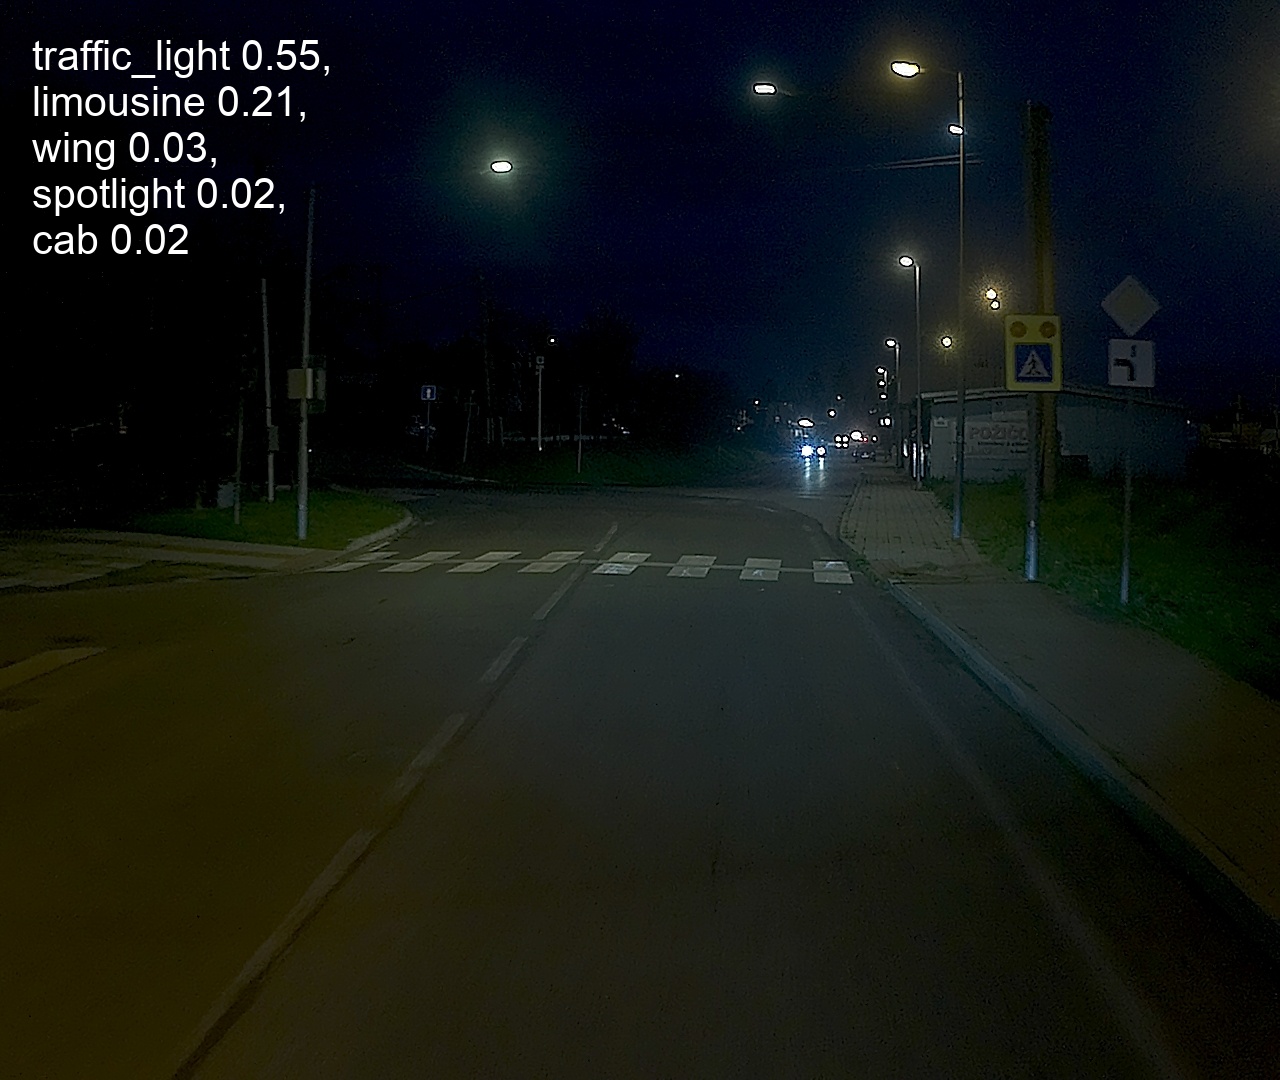 traffic_light 0.55,
limousine 0.21,
wing 0.03,
spotlight 0.02,
cab 0.02